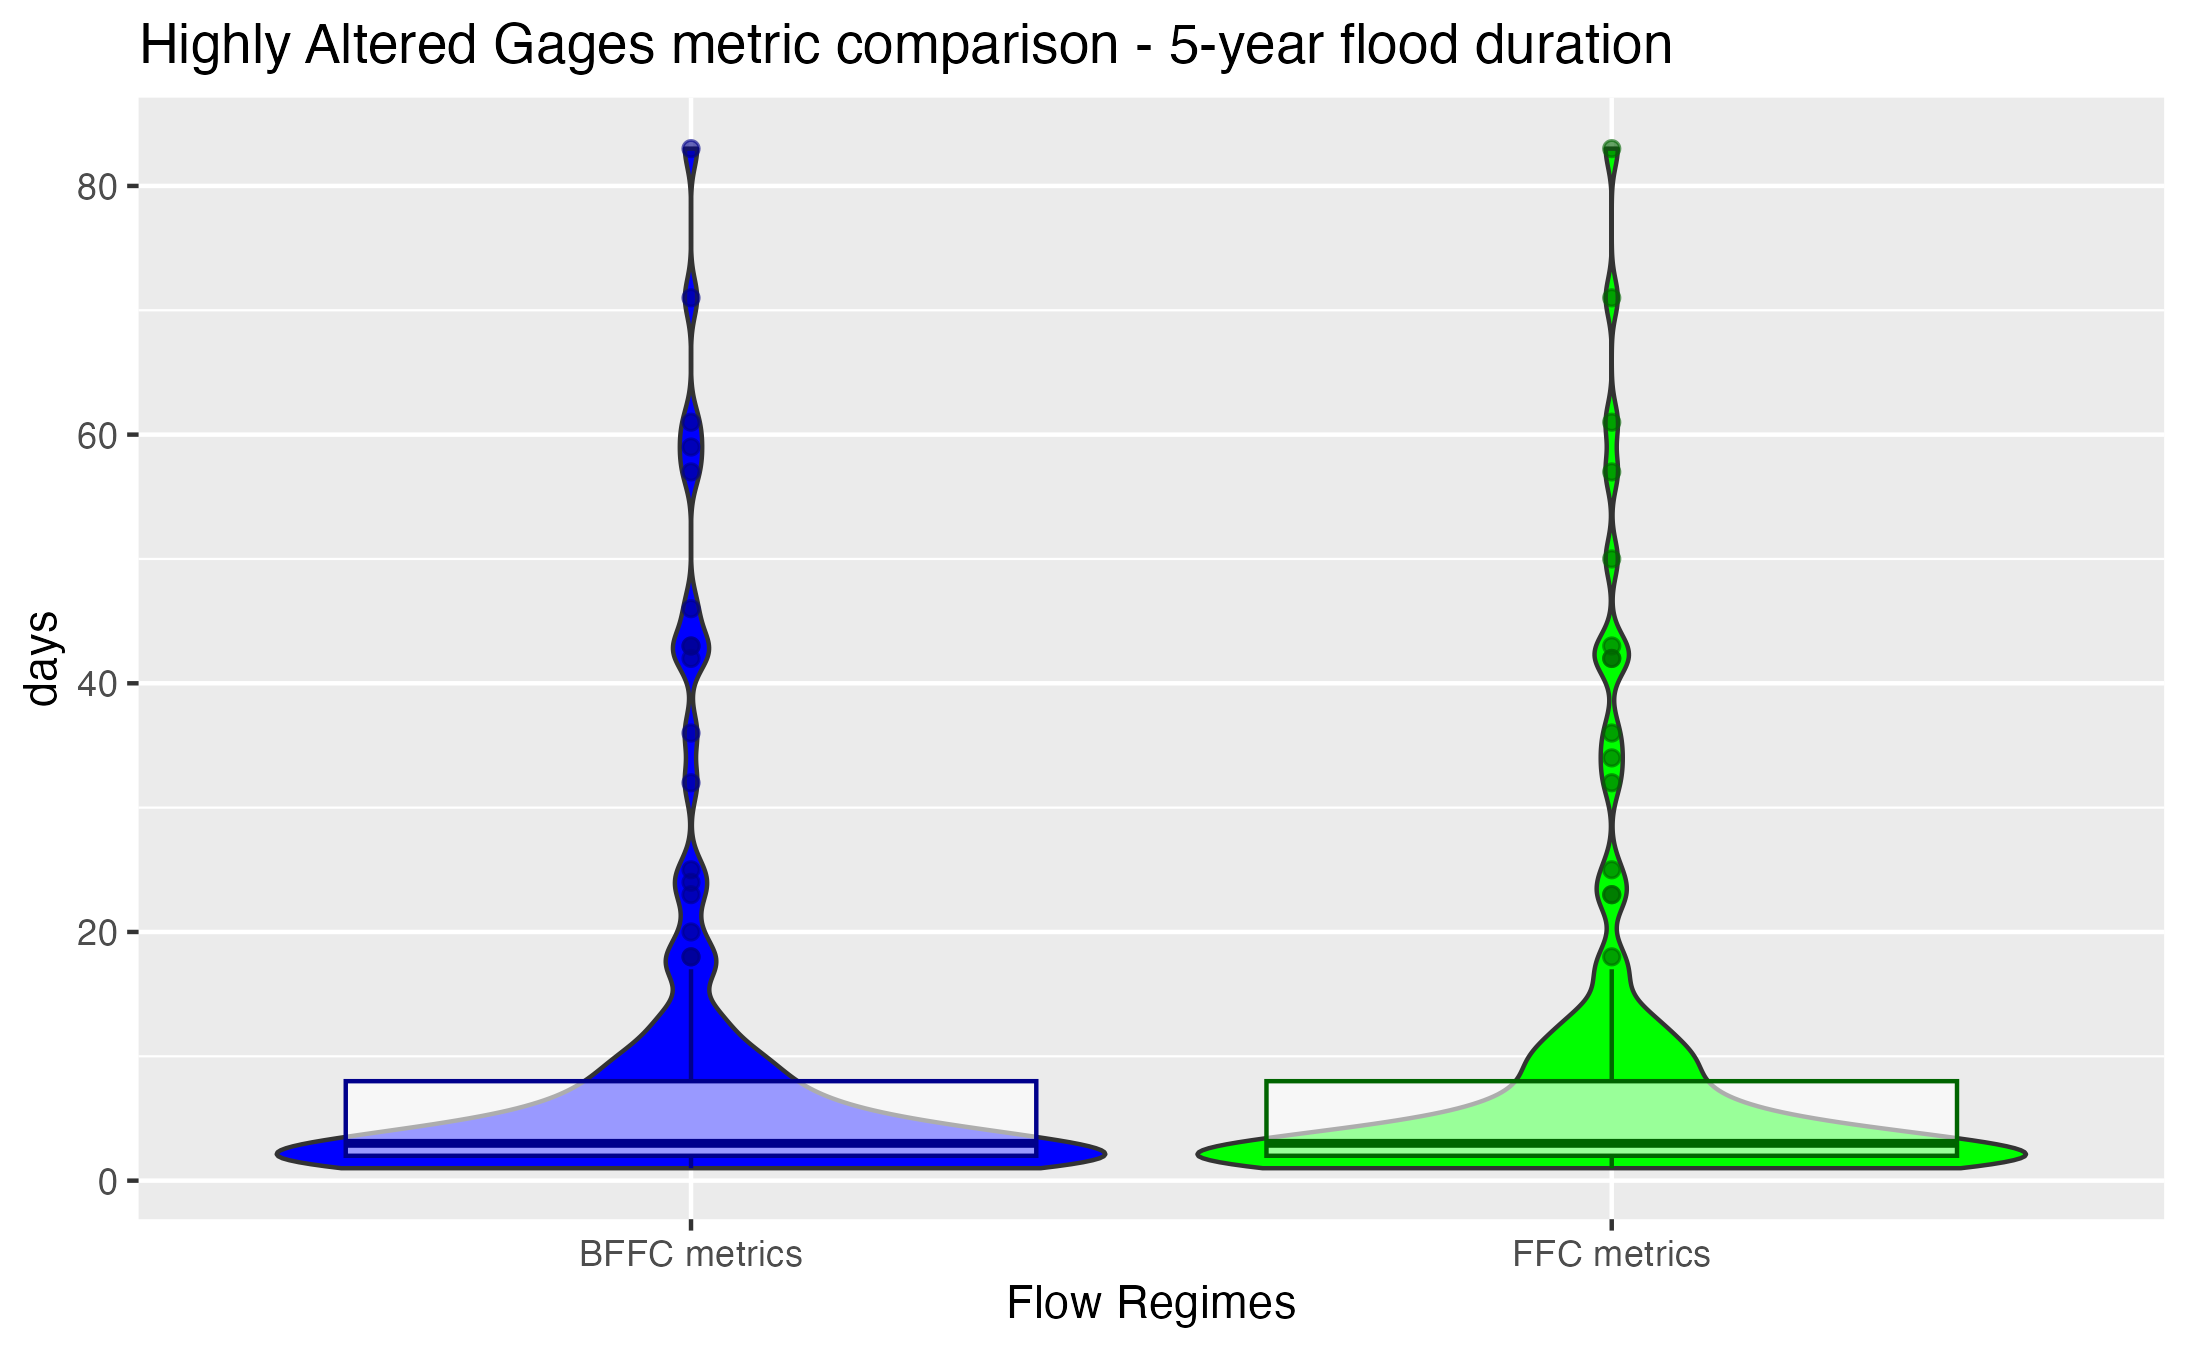 Highly Altered Gages metric comparison - 5-year flood duration
80
60
40
20
0
days
BFFC metrics
FFC metrics
Flow Regimes